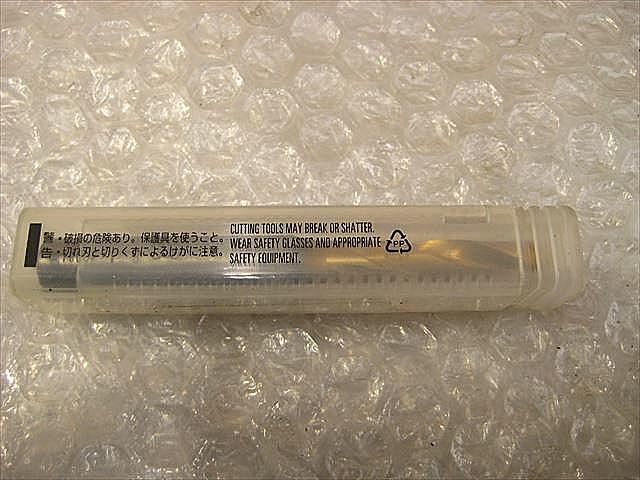 警・破損の危険あり。保護具を使うこと。
告・切れ刃と切りくずによるけがに注意。
CUTTING TOOLS MAY BREAK OR SHATTER.
WEAR SAFETY GLASSES AND APPROPRIATE
SAFETY EQUIPMENT.
PP